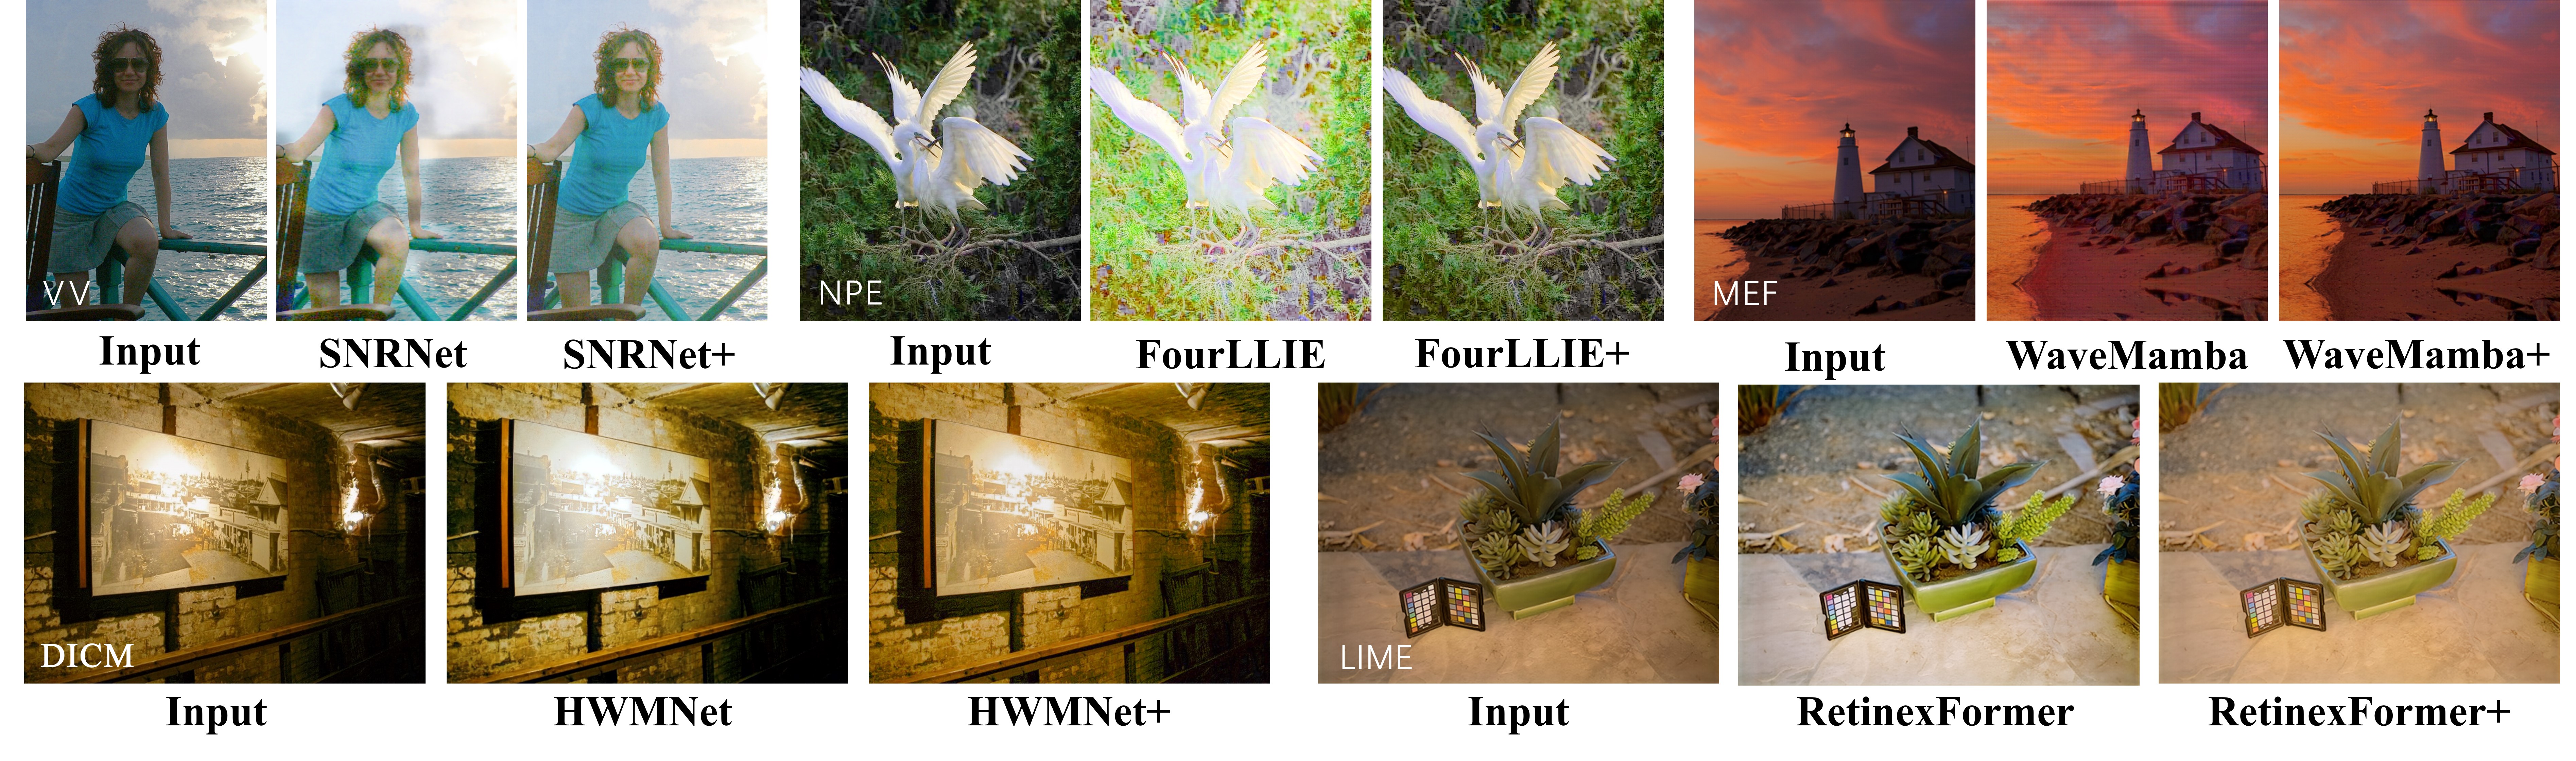 VV
NPE
MEF
Input SNRNet SNRNet+ Input FourLLIE FourLLIE+ Input WaveMamba WaveMamba+
DICM
LIME
Input HWMNet HWMNet+ Input RetinexFormer RetinexFormer+